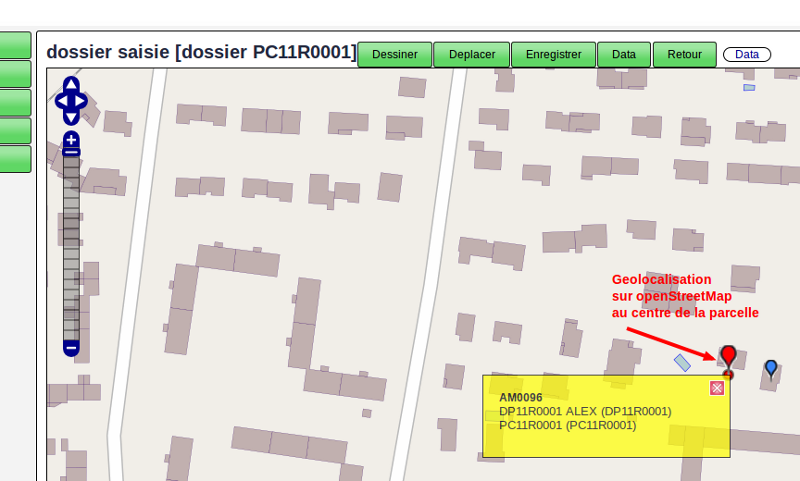 dossier saisie [dossier PC11R0001]
Dessiner
Deplacer
Enregistrer
Data
Retour
Data
Geolocalisation
sur openStreetMap
au centre de la parcelle
AM0096
DP11R0001 ALEX (DP11R0001)
PC11R0001 (PC11R0001)